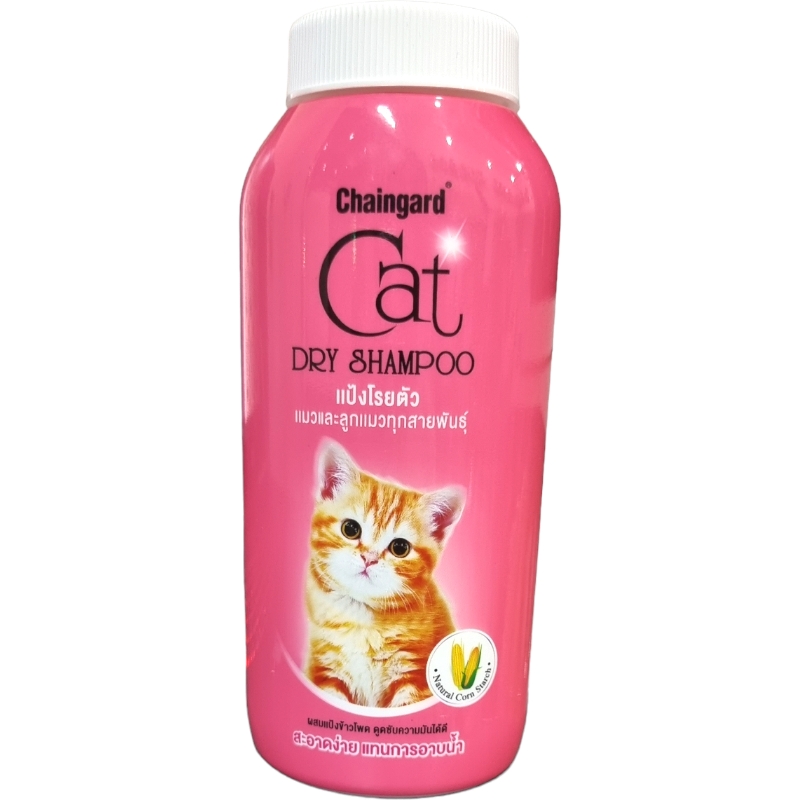 Chaingard®
Cat
DRY SHAMPOO
แป้งโรยตัว
แมวและลูกแมวทุกสายพันธุ์
• Natural Corn Starch •
ผสมแป้งข้าวโพด ดูดซับความมันได้ดี
สะอาดง่าย แทนการอาบน้ำ